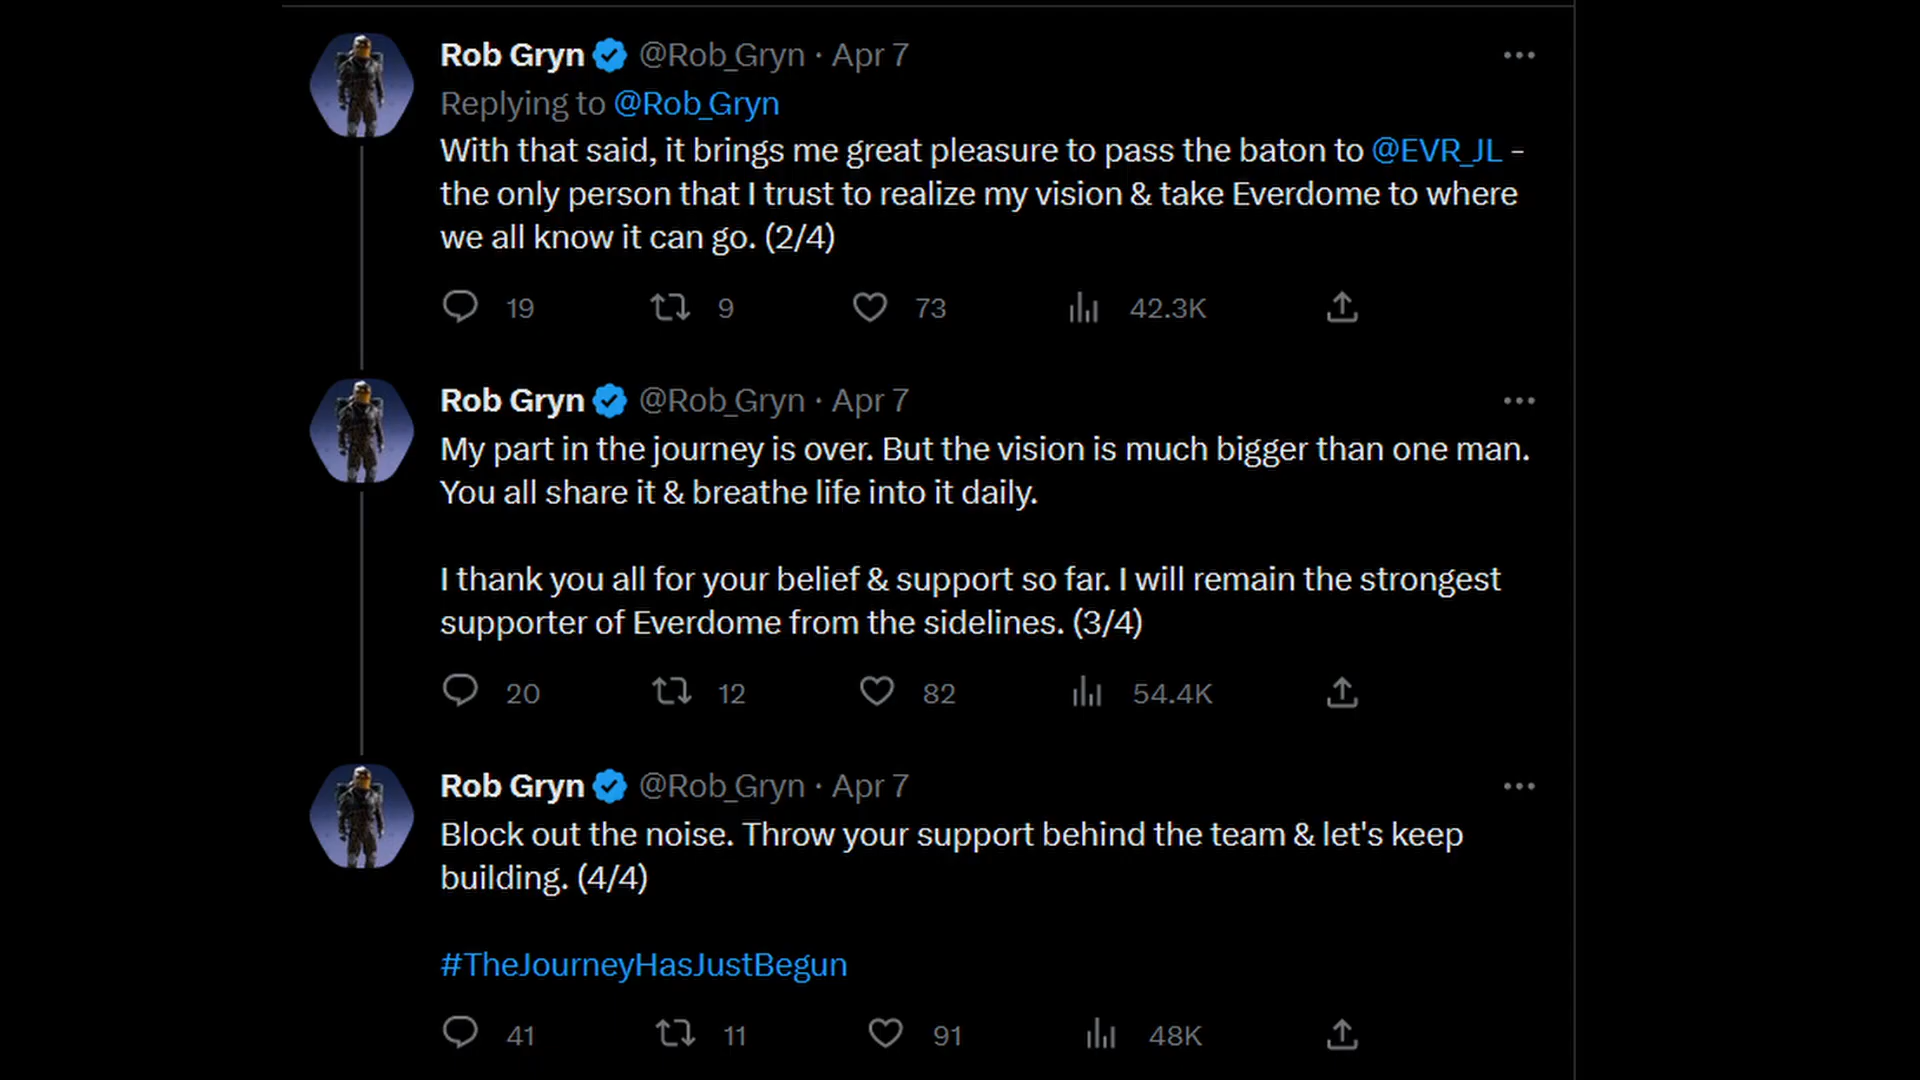 Rob Gryn @Rob_Gryn · Apr 7
Replying to @Rob_Gryn
With that said, it brings me great pleasure to pass the baton to @EVR_JL -
the only person that I trust to realize my vision & take Everdome to where
we all know it can go. (2/4)
19 9 73 42.3K
Rob Gryn @Rob_Gryn · Apr 7
My part in the journey is over. But the vision is much bigger than one man.
You all share it & breathe life into it daily.
I thank you all for your belief & support so far. I will remain the strongest
supporter of Everdome from the sidelines. (3/4)
20 12 82 54.4K
Rob Gryn @Rob_Gryn · Apr 7
Block out the noise. Throw your support behind the team & let's keep
building. (4/4)
#TheJourneyHasJustBegun
41 11 91 48K